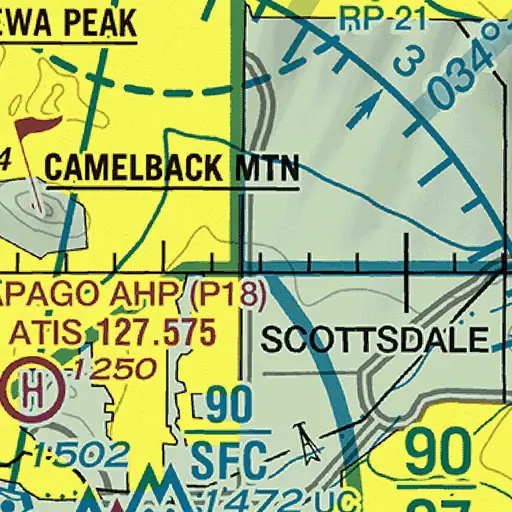 EWA PEAK
RP-21
3
034°
4
CAMELBACK MTN
APAGO AHP (P18)
ATIS 127.575
SCOTTSDALE
H
1250
90
SFC
1502
90
1472 UC